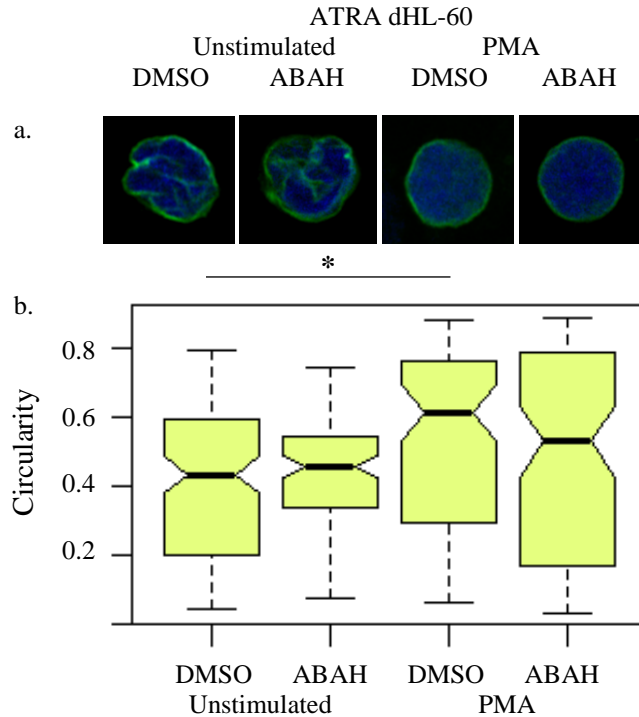 ATRA dHL-60
Unstimulated PMA
DMSO ABAH DMSO ABAH
a.
*
b.
Circularity
0.8
0.6
0.4
0.2
DMSO ABAH DMSO ABAH
Unstimulated PMA